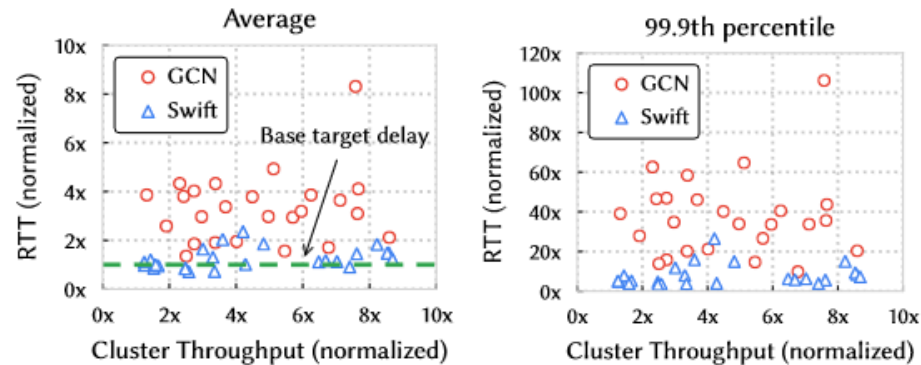 Average
10x
8x
6x
4x
2x
0x
RTT (normalized)
GCN
Swift
Base target delay
0x 2x 4x 6x 8x 10x
Cluster Throughput (normalized)
99.9th percentile
120x
100x
80x
60x
40x
20x
0x
RTT (normalized)
GCN
Swift
0x 2x 4x 6x 8x 10x
Cluster Throughput (normalized)